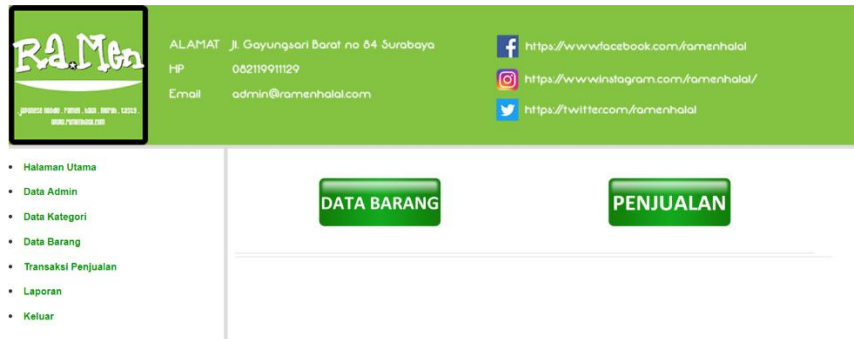 RA.Men
ALAMAT Jl. Gayungsari Barat no 84 Surabaya
HP 082119911129
Email admin@ramenhalal.com
https://www.facebook.com/ramenhalal
https://www.instagram.com/ramenhalal/
https://twitter.com/ramenhalal
Halaman Utama
Data Admin
Data Kategori
Data Barang
Transaksi Penjualan
Laporan
Keluar
DATA BARANG
PENJUALAN